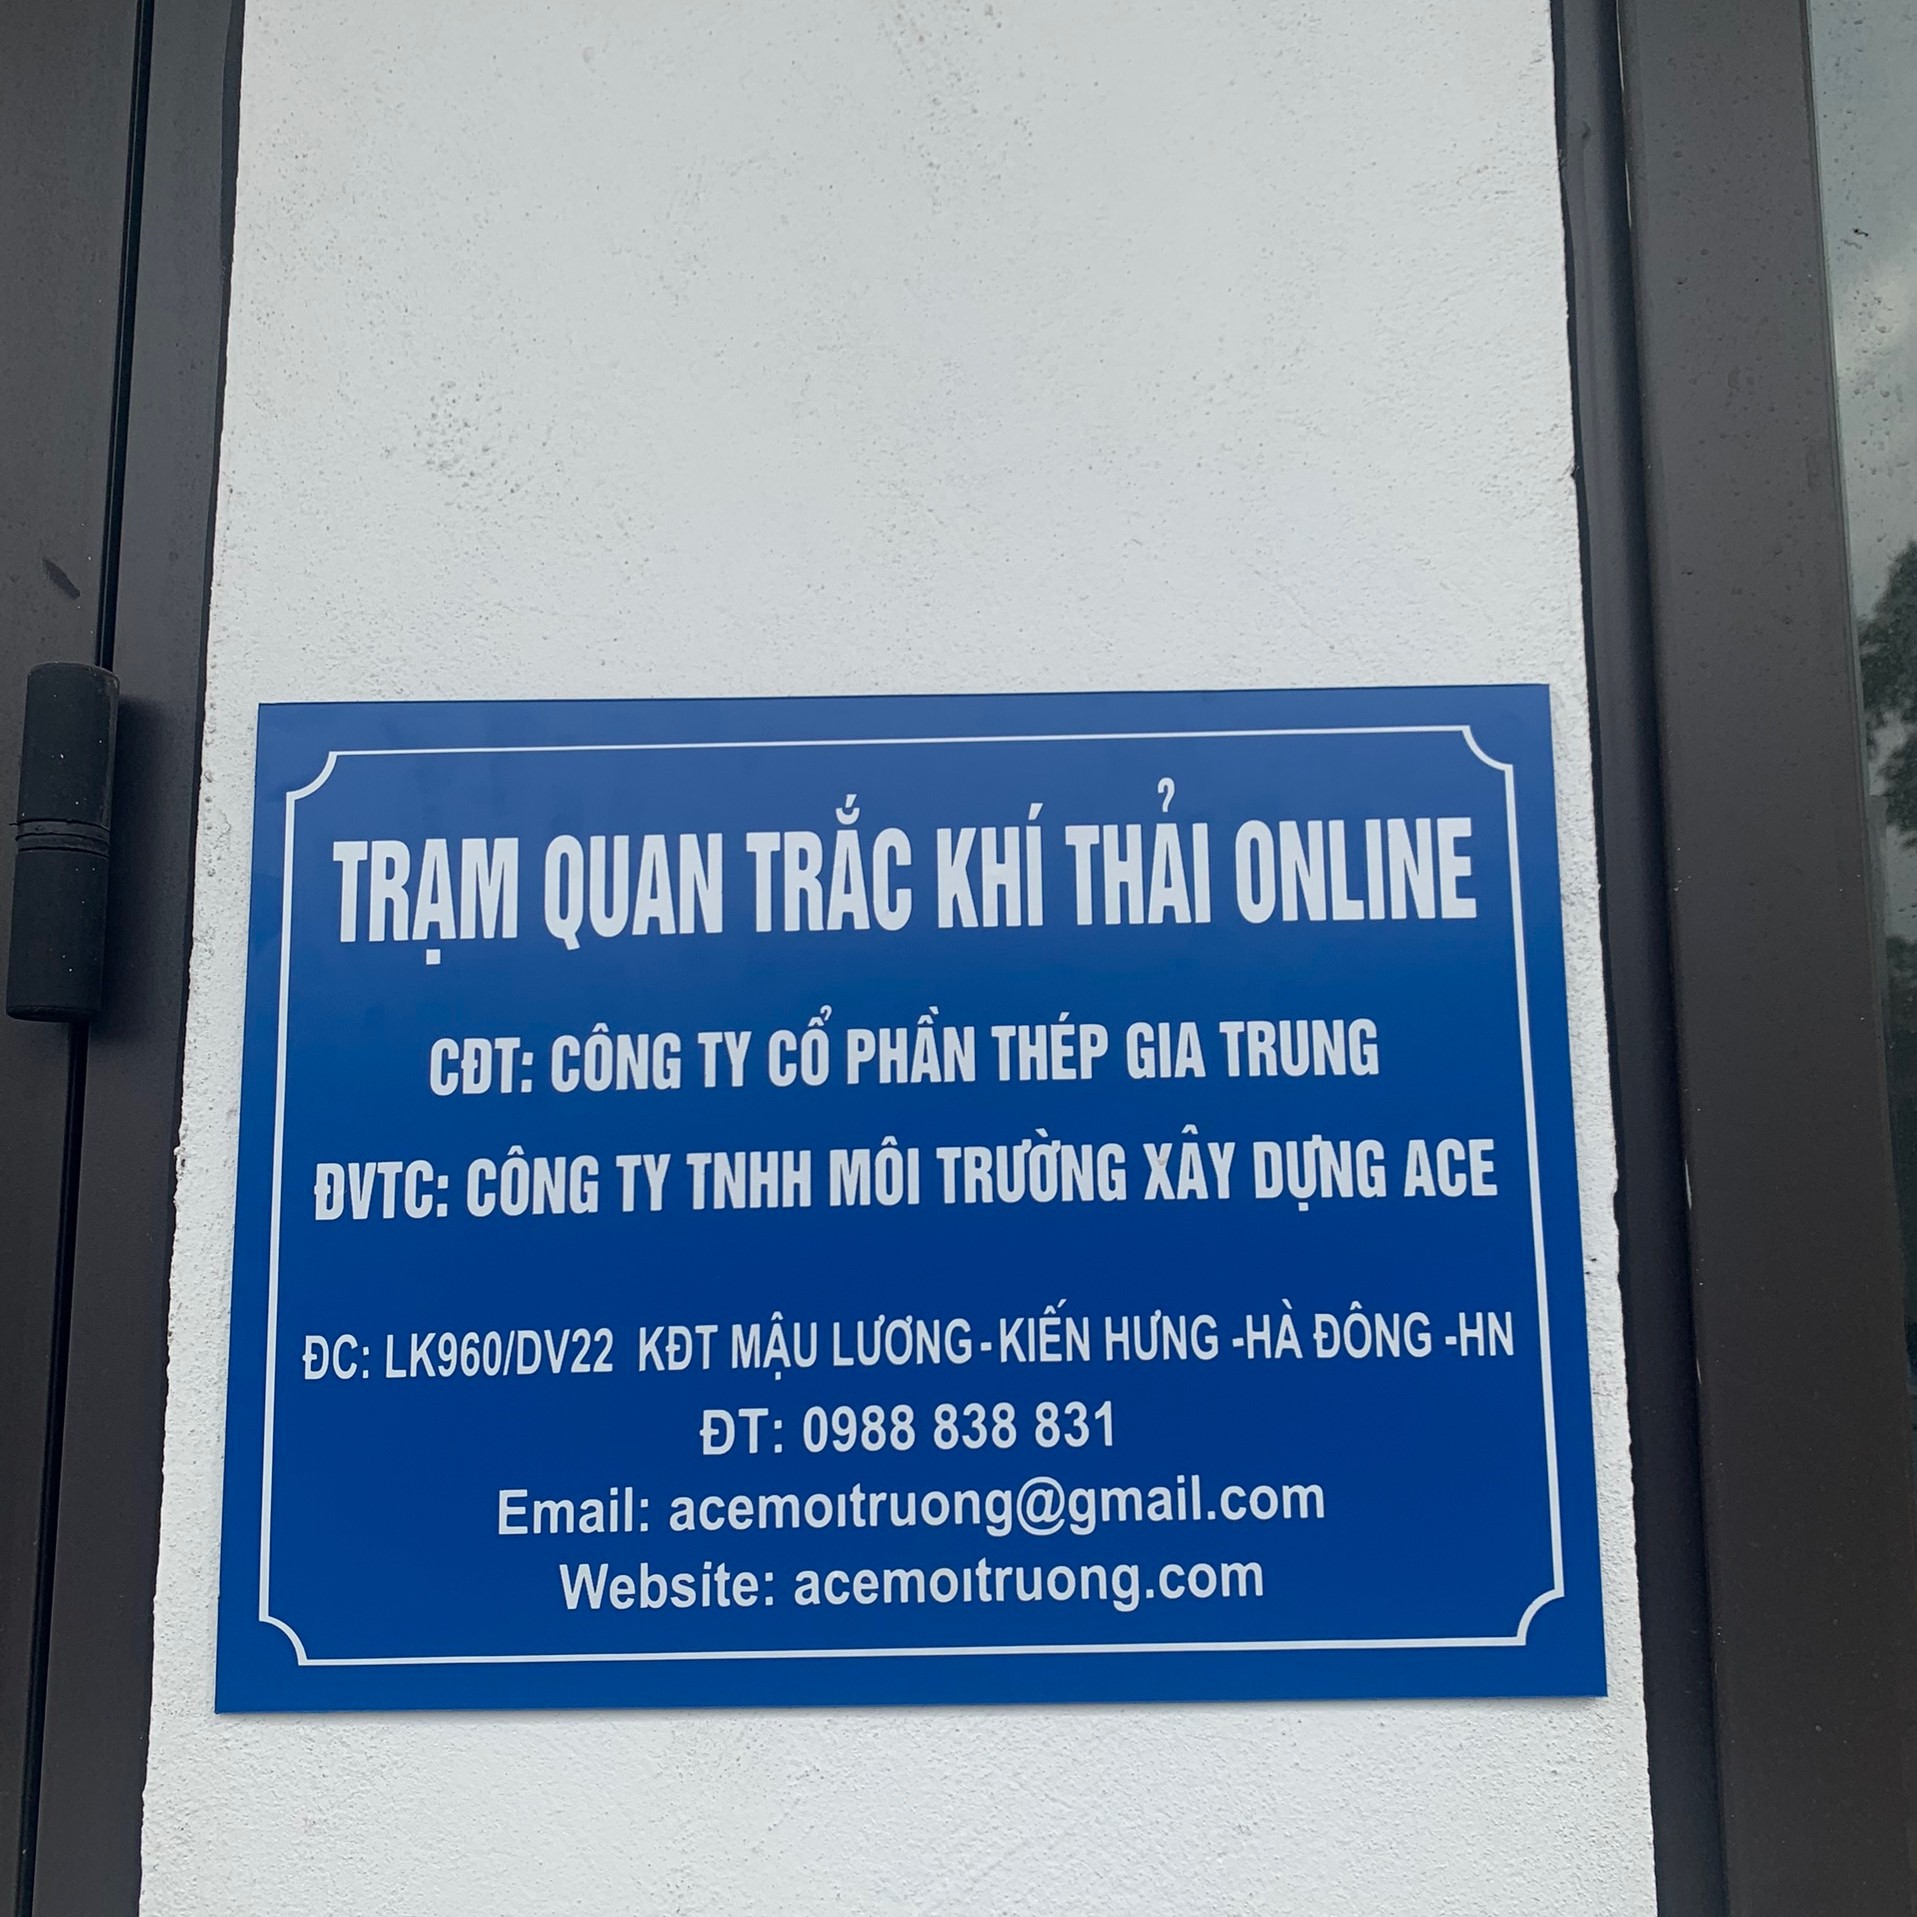 TRẠM QUAN TRẮC KHÍ THẢI ONLINE
CĐT: CÔNG TY CỔ PHẦN THÉP GIA TRUNG
ĐVTC: CÔNG TY TNHH MÔI TRƯỜNG XÂY DỰNG ACE
ĐC: LK960/DV22 KĐT MẬU LƯƠNG-KIẾN HƯNG -HÀ ĐÔNG -HN
ĐT: 0988 838 831
Email: acemoıtruong@gmail.com
Website: acemoıtruong.com